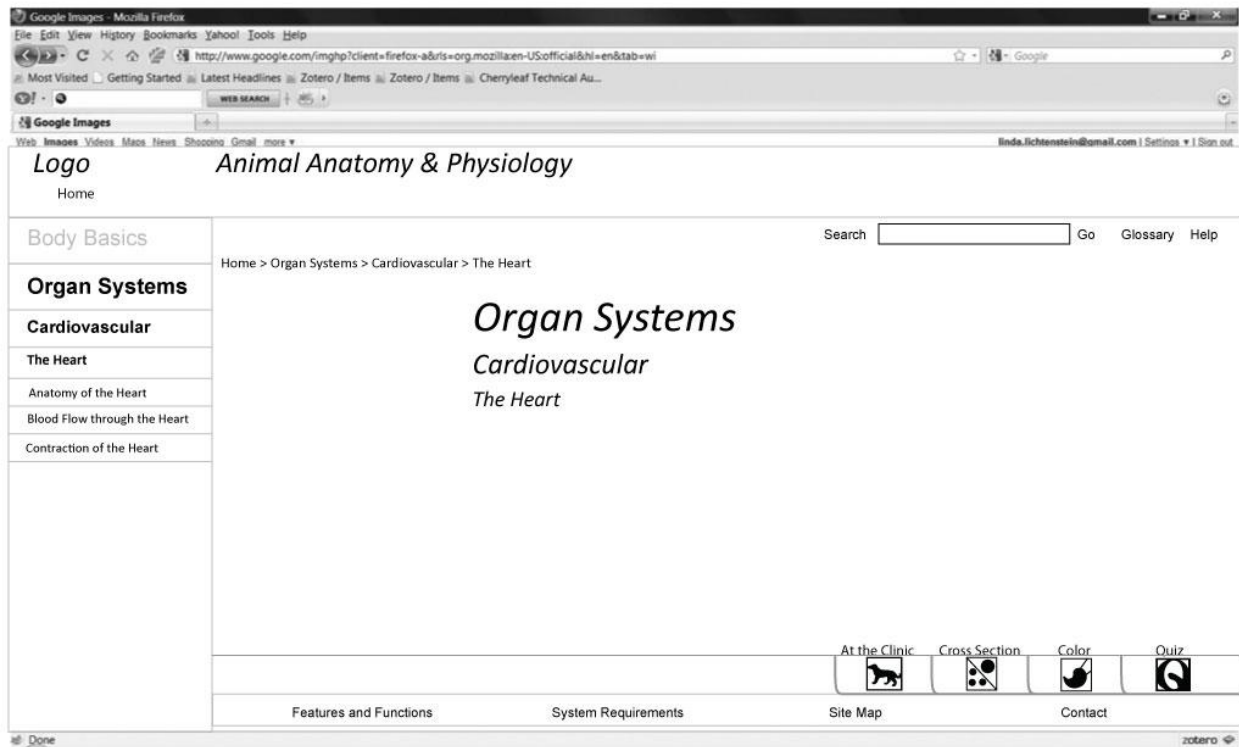 Google Images - Mozilla Firefox
File Edit View History Bookmarks Yahoo! Tools Help
http://www.google.com/imghp?client=firefox-a&rls=org.mozilla:en-US:official&hl=en&tab=wi
Google
Most Visited Getting Started Latest Headlines Zotero / Items Zotero / Items Cherryleaf Technical Au...
WEB SEARCH
Google Images
Web Images Videos Maps News Shopping Gmail more ▼ linda.lichtenstein@gmail.com | Settings ▼ | Sign out
Logo Animal Anatomy & Physiology
Home
Body Basics
Search Go Glossary Help
Home > Organ Systems > Cardiovascular > The Heart
Organ Systems
Cardiovascular
The Heart
Anatomy of the Heart
Blood Flow through the Heart
Contraction of the Heart
Organ Systems
Cardiovascular
The Heart
At the Clinic Cross Section Color Quiz
Q
Features and Functions System Requirements Site Map Contact
Done zotero